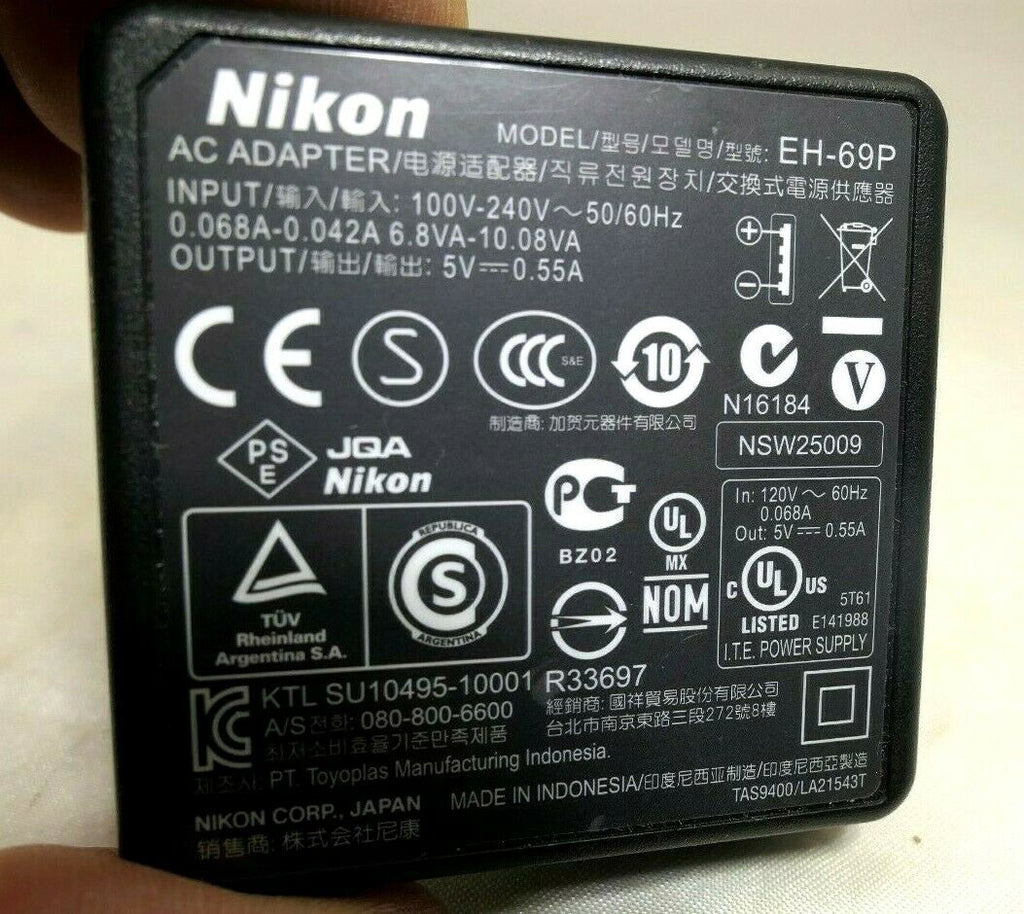 Nikon
MODEL/型号/모델명/型號: EH-69P
AC ADAPTER/电源适配器/직류전원장치/交換式電源供應器
INPUT/输入/輸入: 100V-240V～50/60Hz
0.068A-0.042A 6.8VA-10.08VA
OUTPUT/输出/輸出: 5V⎓0.55A
+
−
CE
S
CCC S&E
10
V
N16184
制造商: 加贺元器件有限公司
NSW25009
PS
E
JQA
Nikon
PCT
BZ02
UL
MX
NOM
In: 120V～ 60Hz
0.068A
Out: 5V⎓ 0.55A
C UL US
LISTED
5T61
E141988
I.T.E. POWER SUPPLY
TÜV
Rheinland
Argentina S.A.
REPUBLICA
S
ARGENTINA
KC
KTL SU10495-10001
R33697
A/S전화: 080-800-6600
최저소비효율기준만족제품
經銷商: 國祥貿易股份有限公司
台北市南京東路三段272號8樓
제조사: PT. Toyoplas Manufacturing Indonesia.
NIKON CORP., JAPAN
MADE IN INDONESIA/印度尼西亚制造/印度尼西亞製造
TAS9400/LA21543T
销售商: 株式会社尼康